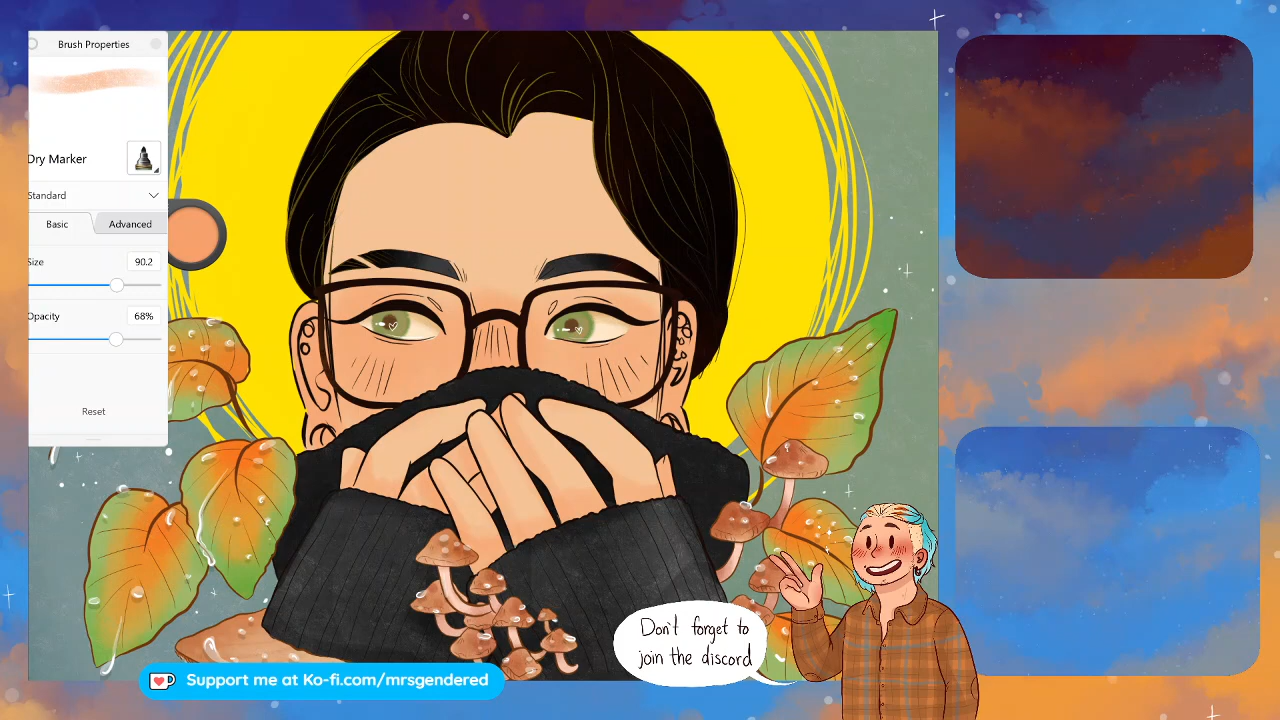 Brush Properties
Dry Marker
Standard
Basic
Advanced
Size
90.2
Opacity
68%
Reset
Don't forget to
join the discord
Support me at Ko-fi.com/mrsgendered